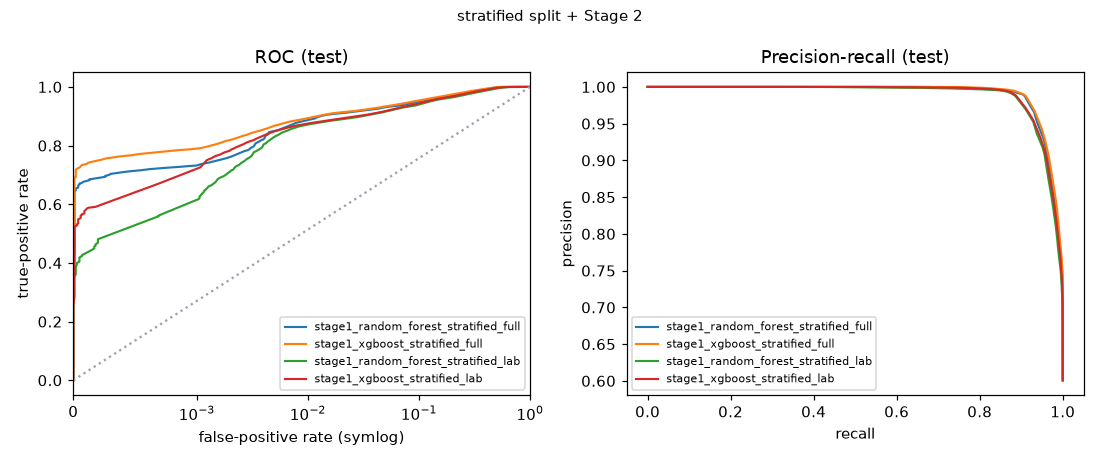 stratified split + Stage 2
ROC (test)
true-positive rate
1.0
0.8
0.6
0.4
0.2
0.0
0
10⁻³
10⁻²
10⁻¹
10⁰
false-positive rate (symlog)
stage1_random_forest_stratified_full
stage1_xgboost_stratified_full
stage1_random_forest_stratified_lab
stage1_xgboost_stratified_lab
Precision-recall (test)
precision
1.00
0.95
0.90
0.85
0.80
0.75
0.70
0.65
0.60
0.0
0.2
0.4
0.6
0.8
1.0
recall
stage1_random_forest_stratified_full
stage1_xgboost_stratified_full
stage1_random_forest_stratified_lab
stage1_xgboost_stratified_lab